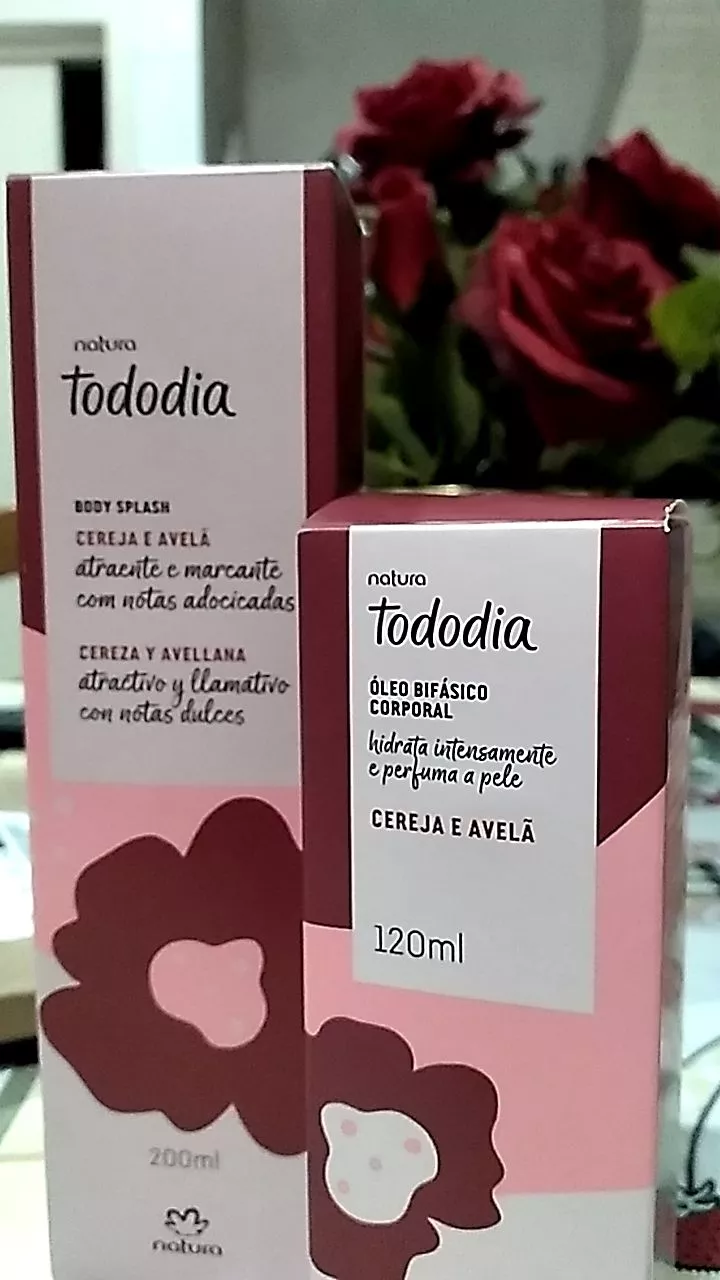 natura
tododia
BODY SPLASH
CEREJA E AVELÃ
atraente e marcante
com notas adocicadas
CEREZA Y AVELLANA
atractivo y llamativo
con notas dulces
200ml
natura
natura
tododia
ÓLEO BIFÁSICO
CORPORAL
hidrata intensamente
e perfuma a pele
CEREJA E AVELÃ
120ml